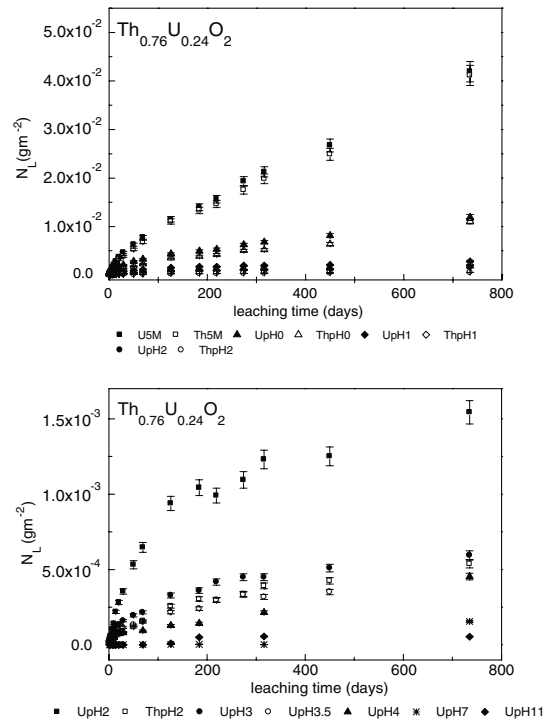 Th0.76U0.24O2
5.0x10-2
4.0x10-2
3.0x10-2
2.0x10-2
1.0x10-2
0.0
NL(gm-2)
0 200 400 600 800
leaching time (days)
U5M Th5M UpH0 ThpH0 UpH1 ThpH1
UpH2 ThpH2
Th0.76U0.24O2
1.5x10-3
1.0x10-3
5.0x10-4
0.0
NL(gm-2)
0 200 400 600 800
leaching time (days)
UpH2 ThpH2 UpH3 UpH3.5 UpH4 UpH7 UpH11